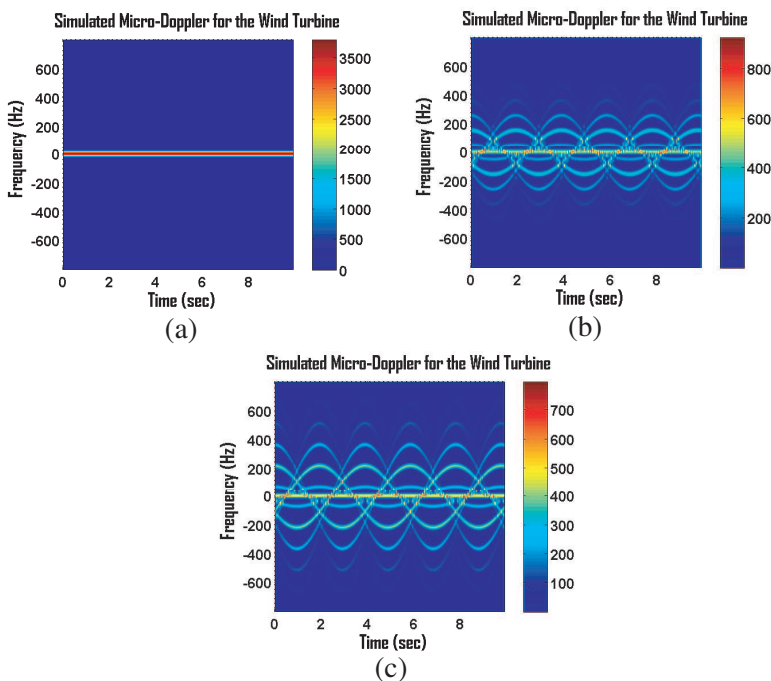 Simulated Micro-Doppler for the Wind Turbine
600
400
200
0
-200
-400
-600
Frequency (Hz)
0 2 4 6 8
Time (sec)
3500
3000
2500
2000
1500
1000
500
0
(a)
Simulated Micro-Doppler for the Wind Turbine
600
400
200
0
-200
-400
-600
Frequency (Hz)
0 2 4 6 8
Time (sec)
800
600
400
200
(b)
Simulated Micro-Doppler for the Wind Turbine
600
400
200
0
-200
-400
-600
Frequency (Hz)
0 2 4 6 8
Time (sec)
700
600
500
400
300
200
100
(c)